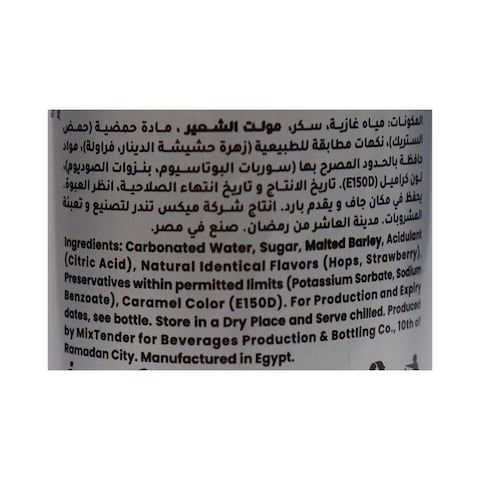 المكونات: مياه غازية، سكر، مولت الشعير ، مادة حمضية (حمض
الستريك)، نكهات مطابقة للطبيعية (زهرة حشيشة الدينار، فراولة)، مواد
حافظة بالحدود المصرح بها (سوربات البوتاسيوم، بنزوات الصوديوم)،
لون كراميل (E150D). تاريخ الانتاج و تاريخ انتهاء الصلاحية، انظر العبوة.
يحفظ في مكان جاف و يقدم بارد. انتاج شركة ميكس تندر لتصنيع و تعبئة
المشروبات. مدينة العاشر من رمضان. صنع في مصر.
Ingredients: Carbonated Water, Sugar, Malted Barley, Acidulant
(Citric Acid), Natural Identical Flavors (Hops, Strawberry),
Preservatives within permitted limits (Potassium Sorbate, Sodium
Benzoate), Caramel Color (E150D). For Production and Expiry
dates, see bottle. Store in a Dry Place and Serve chilled. Produced
by MixTender for Beverages Production & Bottling Co., 10th of
Ramadan City. Manufactured in Egypt.